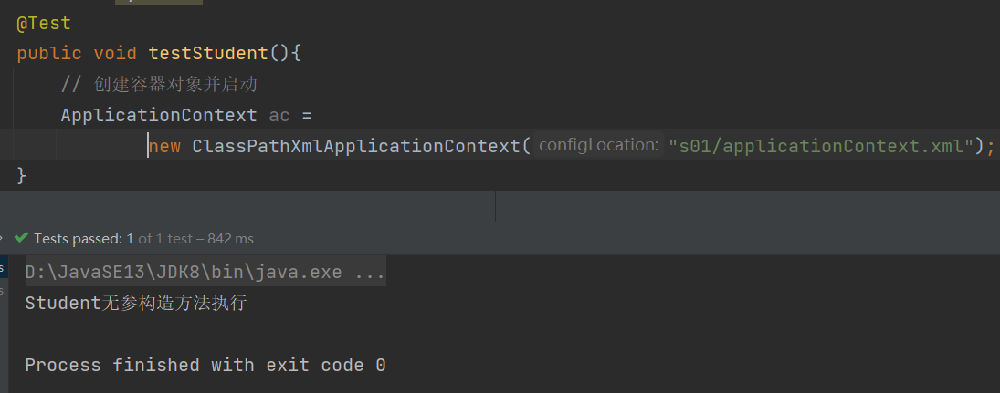 @Test
public void testStudent(){
// 创建容器对象并启动
ApplicationContext ac =
new ClassPathXmlApplicationContext( configLocation: "s01/applicationContext.xml");
}
Tests passed: 1 of 1 test – 842 ms
D:\JavaSE13\JDK8\bin\java.exe ...
Student无参构造方法执行
Process finished with exit code 0